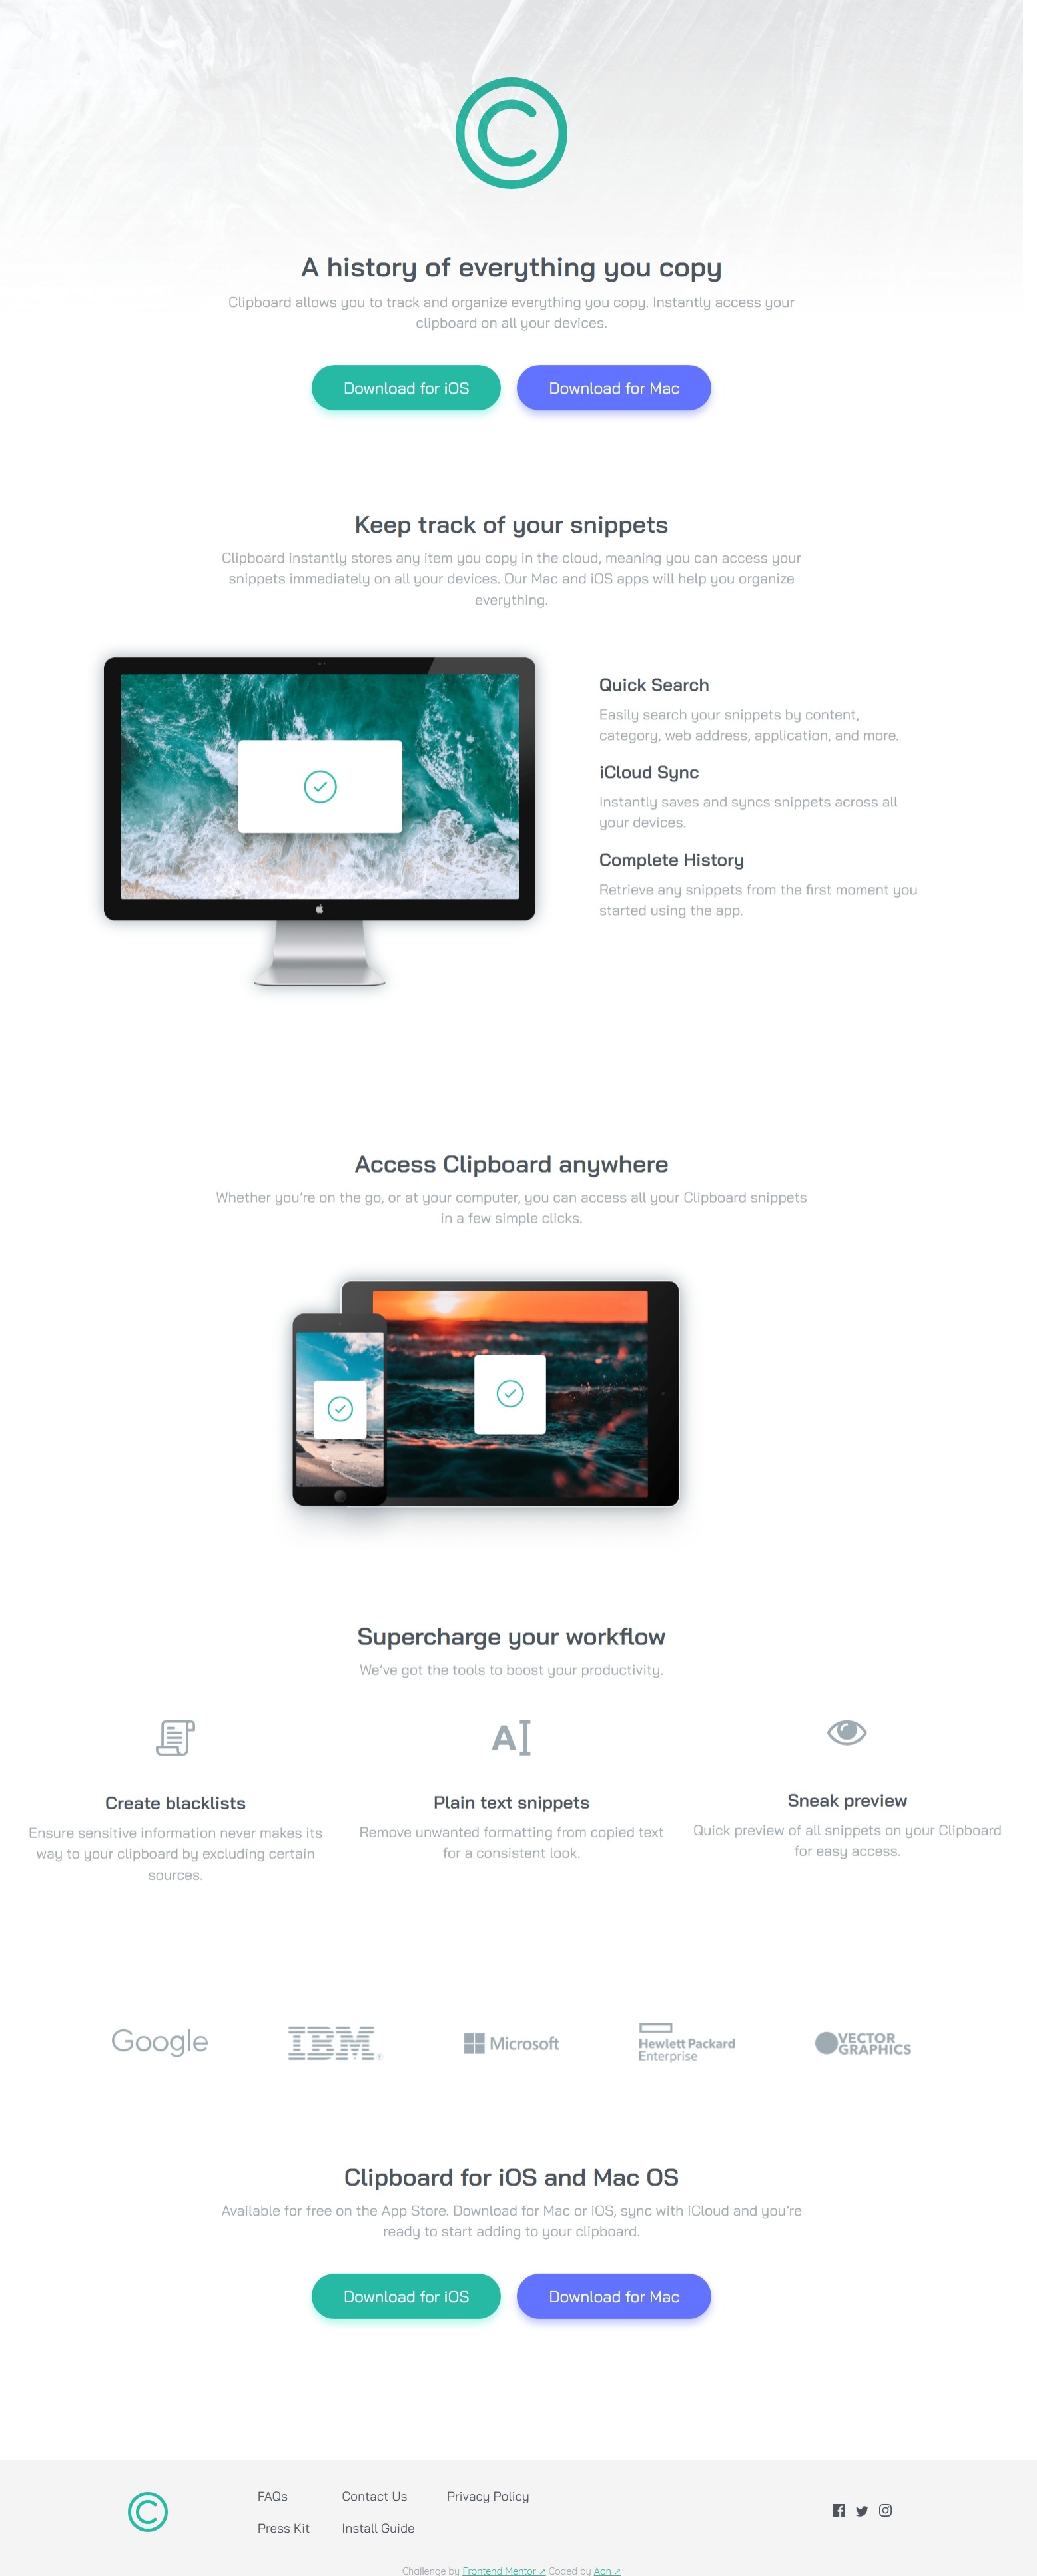 A history of everything you copy
Clipboard allows you to track and organize everything you copy. Instantly access your
clipboard on all your devices.
Download for iOS
Download for Mac
Keep track of your snippets
Clipboard instantly stores any item you copy in the cloud, meaning you can access your
snippets immediately on all your devices. Our Mac and iOS apps will help you organize
everything.
Quick Search
Easily search your snippets by content,
category, web address, application, and more.
iCloud Sync
Instantly saves and syncs snippets across all
your devices.
Complete History
Retrieve any snippets from the first moment you
started using the app.
Access Clipboard anywhere
Whether you’re on the go, or at your computer, you can access all your Clipboard snippets
in a few simple clicks.
Supercharge your workflow
We’ve got the tools to boost your productivity.
A
Create blacklists
Ensure sensitive information never makes its
way to your clipboard by excluding certain
sources.
Plain text snippets
Remove unwanted formatting from copied text
for a consistent look.
Sneak preview
Quick preview of all snippets on your Clipboard
for easy access.
Google
IBM®
Microsoft
Hewlett Packard
Enterprise
VECTOR
GRAPHICS
Clipboard for iOS and Mac OS
Available for free on the App Store. Download for Mac or iOS, sync with iCloud and you’re
ready to start adding to your clipboard.
Download for iOS
Download for Mac
FAQs
Contact Us
Privacy Policy
Press Kit
Install Guide
Challenge by Frontend Mentor ↗ Coded by Aon ↗